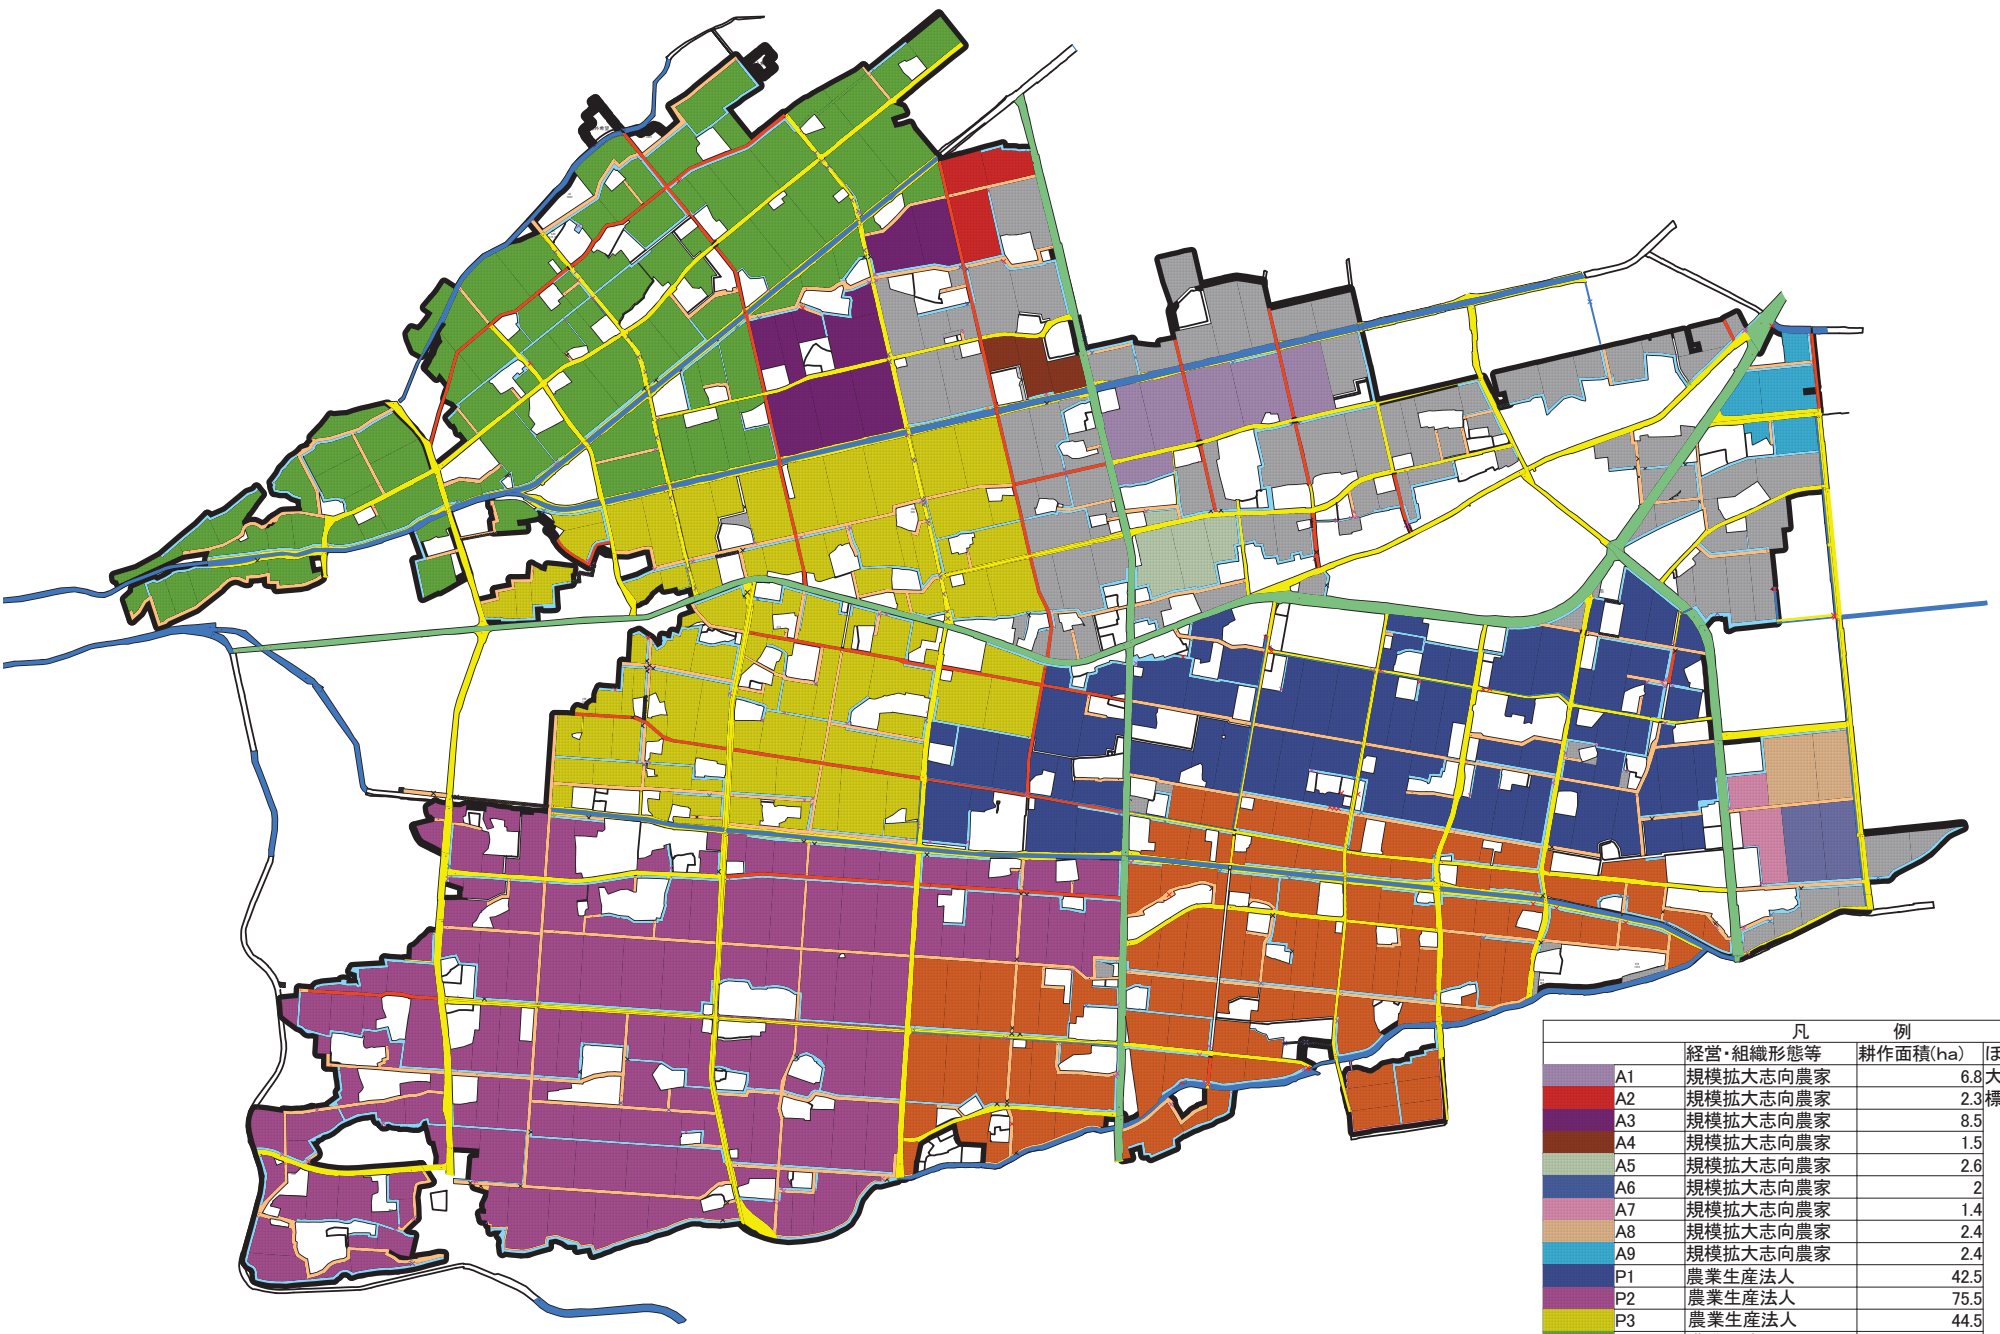 凡 例
経営・組織形態等 耕作面積(ha)
A1 規模拡大志向農家 6.8 大
A2 規模拡大志向農家 2.3 標
A3 規模拡大志向農家 8.5
A4 規模拡大志向農家 1.5
A5 規模拡大志向農家 2.6
A6 規模拡大志向農家 2
A7 規模拡大志向農家 1.4
A8 規模拡大志向農家 2.4
A9 規模拡大志向農家 2.4
P1 農業生産法人 42.5
P2 農業生産法人 75.5
P3 農業生産法人 44.5